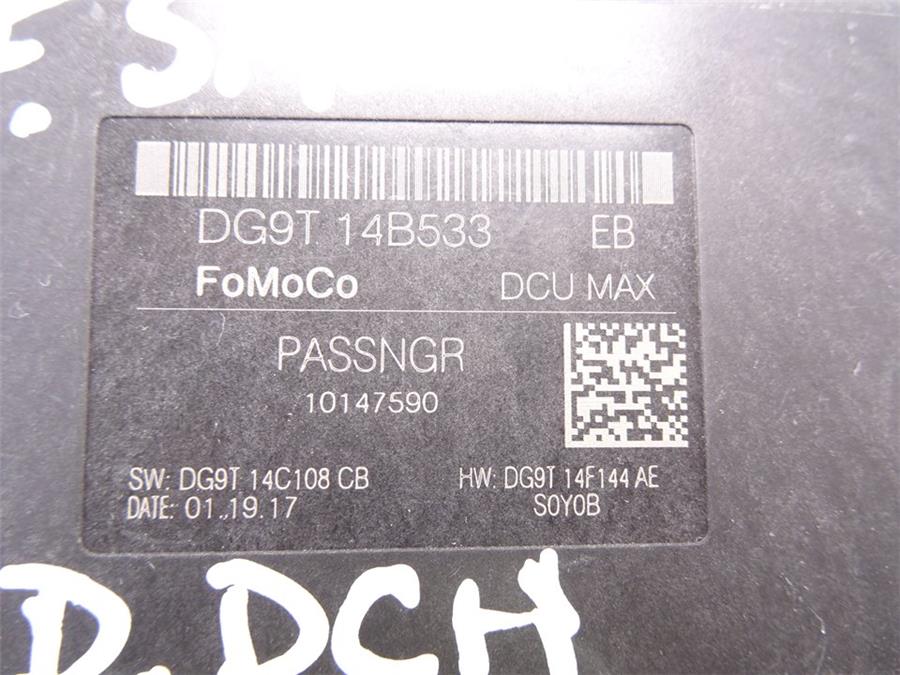 DG9T 14B533 EB
FoMoCo DCU MAX
PASSNGR
10147590
SW: DG9T 14C108 CB HW: DG9T 14F144 AE
DATE: 01.19.17 S0Y0B
D.DCH